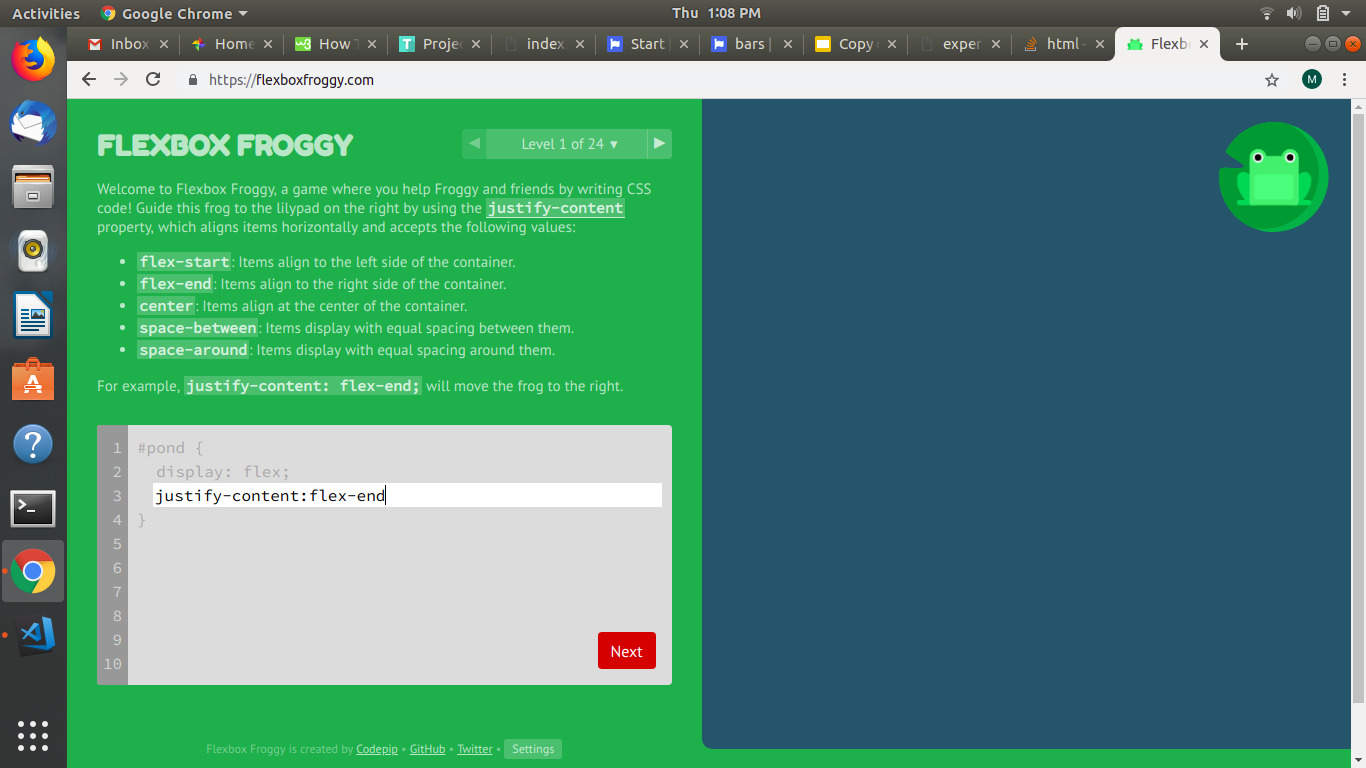 Activities Google Chrome Thu 1:08 PM
Inbox Home How T Proje index Start | bars | Copy exper html - Flexb
https://flexboxfroggy.com M
FLEXBOX FROGGY
Level 1 of 24 ▾
Welcome to Flexbox Froggy, a game where you help Froggy and friends by writing CSS
code! Guide this frog to the lilypad on the right by using the justify-content
property, which aligns items horizontally and accepts the following values:
• flex-start: Items align to the left side of the container.
• flex-end: Items align to the right side of the container.
• center: Items align at the center of the container.
• space-between: Items display with equal spacing between them.
• space-around: Items display with equal spacing around them.
For example, justify-content: flex-end; will move the frog to the right.
1 #pond {
2 display: flex;
3 justify-content:flex-end
4 }
5
6
7
8
9
10
Next
Flexbox Froggy is created by Codepip • GitHub • Twitter • Settings